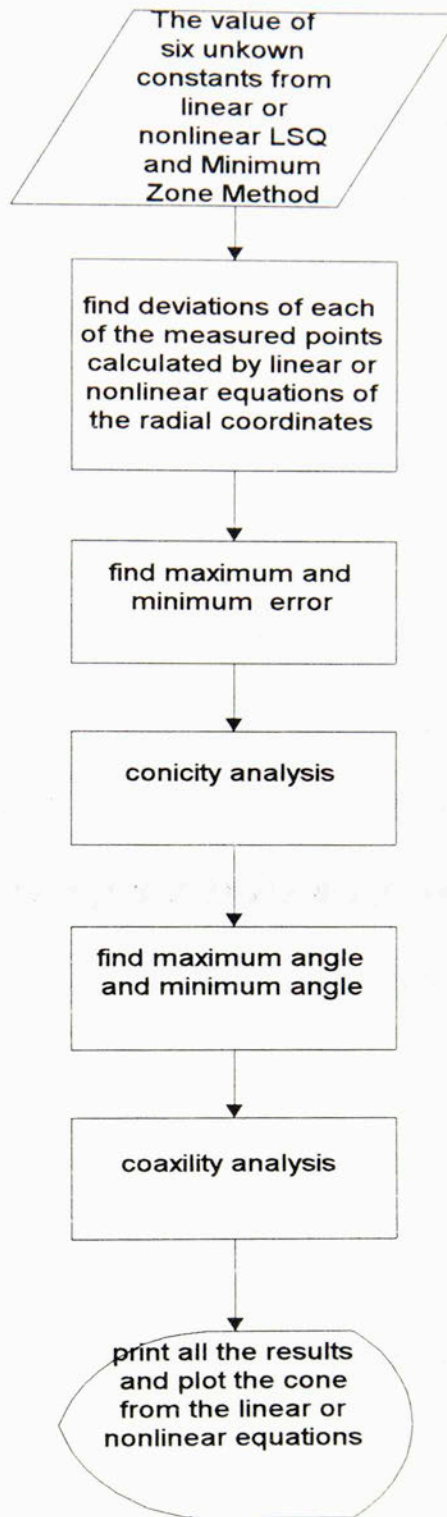 The value of
six unkown
constants from
linear or
nonlinear LSQ
and Minimum
Zone Method
find deviations of each
of the measured points
calculated by linear or
nonlinear equations of
the radial coordinates
find maximum and
minimum error
conicity analysis
find maximum angle
and minimum angle
coaxility analysis
print all the results
and plot the cone
from the linear or
nonlinear equations